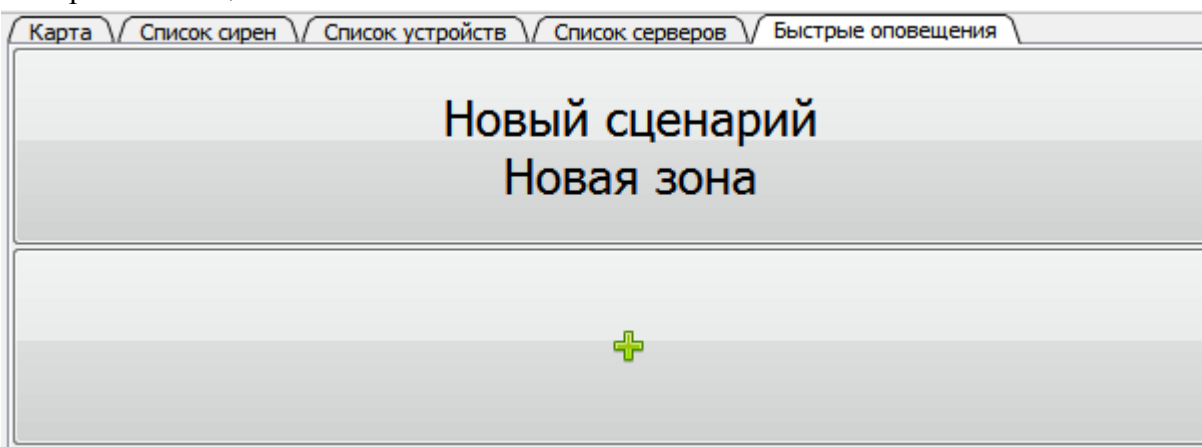 Карта
Список сирен
Список устройств
Список серверов
Быстрые оповещения
Новый сценарий
Новая зона